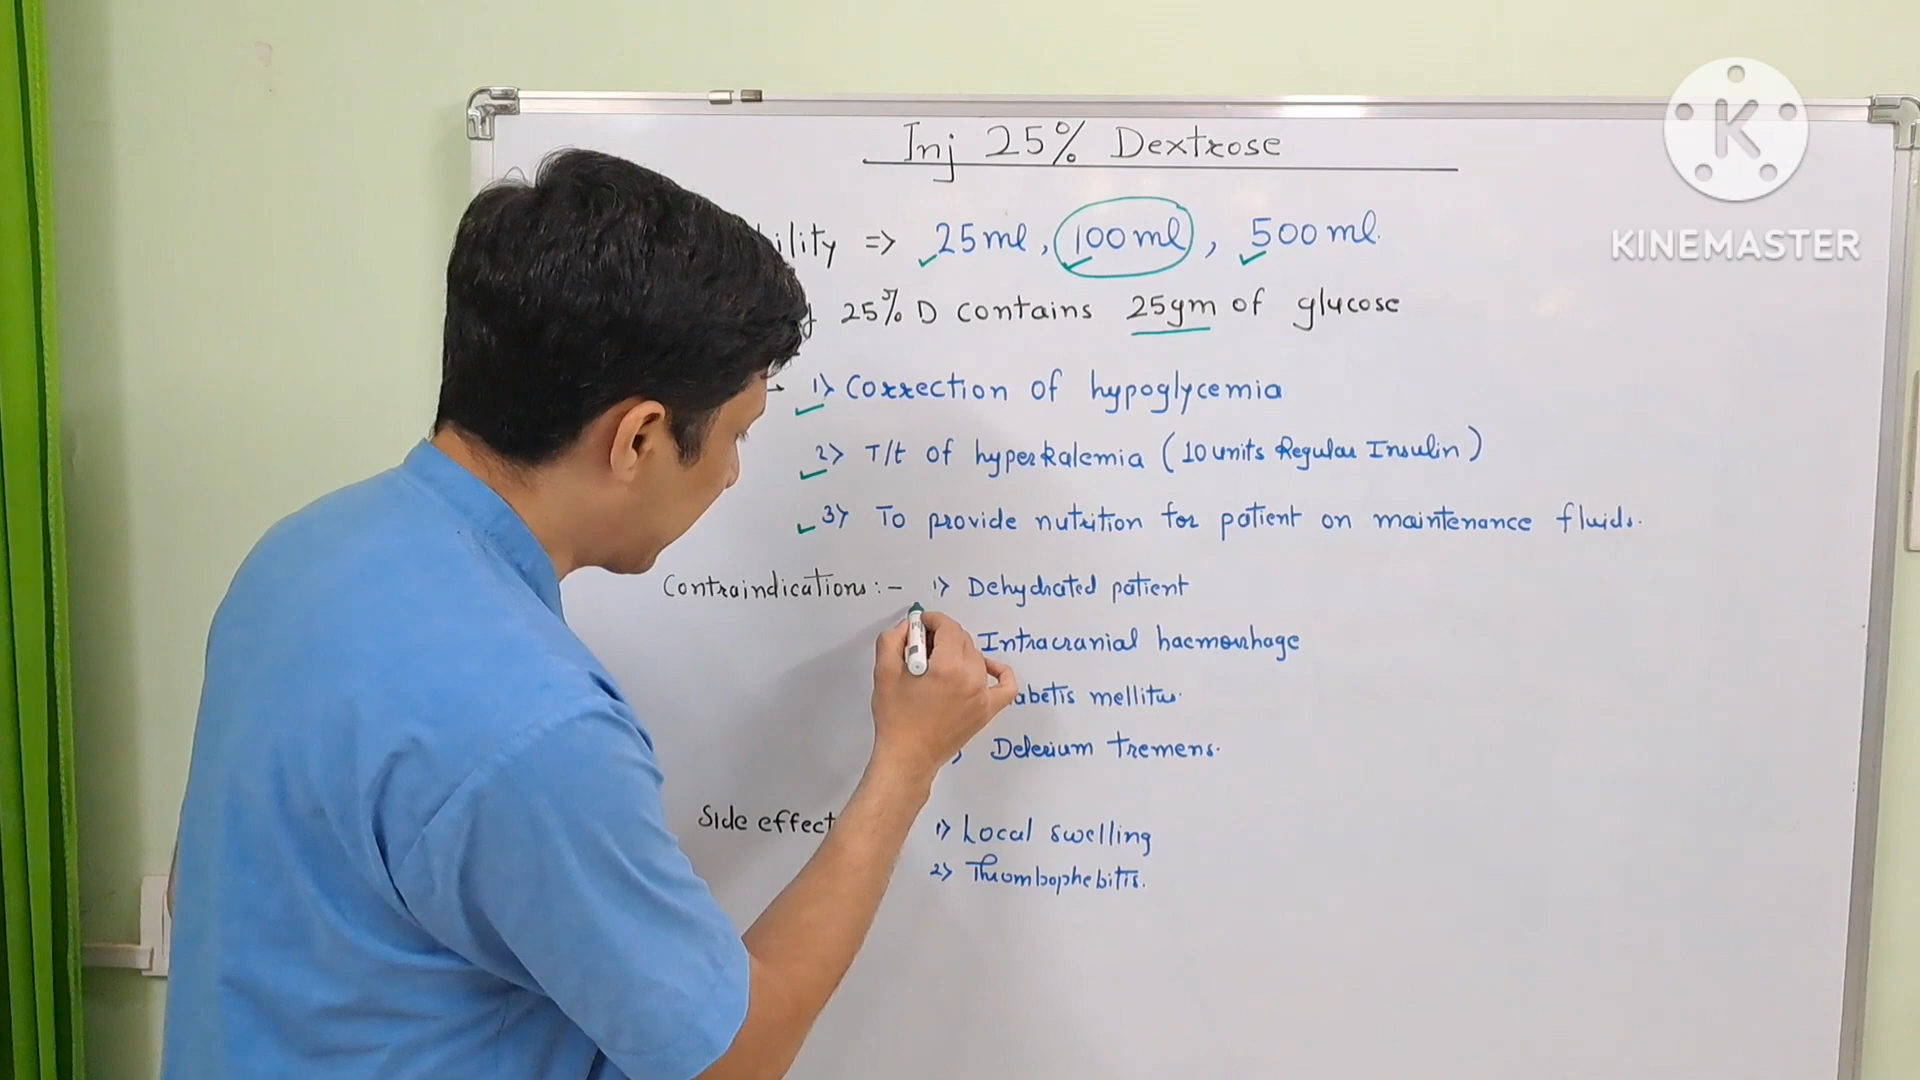 Inj 25% Dextrose
K
KINEMASTER
ility => 25ml, 100ml, 500ml.
25% D contains 25gm of glucose
1> Correction of hypoglycemia
2> T/t of hyperkalemia (10 units Regular Insulin)
3> To provide nutrition for patient on maintenance fluids.
Contraindications:- 1> Dehydrated patient
Intracranial haemorrhage
abetis mellitus.
Delerium tremens.
Side effect 1> Local swelling
2> Thrombophebitis.